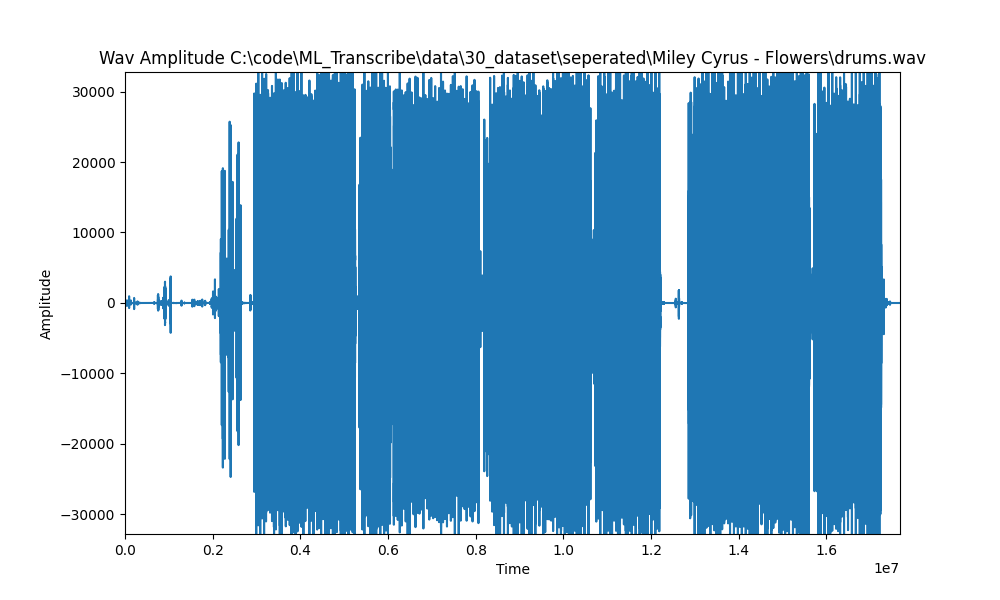 Wav Amplitude C:\code\ML_Transcribe\data\30_dataset\seperated\Miley Cyrus - Flowers\drums.wav
30000
20000
10000
0
−10000
−20000
−30000
Amplitude
0.0 0.2 0.4 0.6 0.8 1.0 1.2 1.4 1.6
1e7
Time